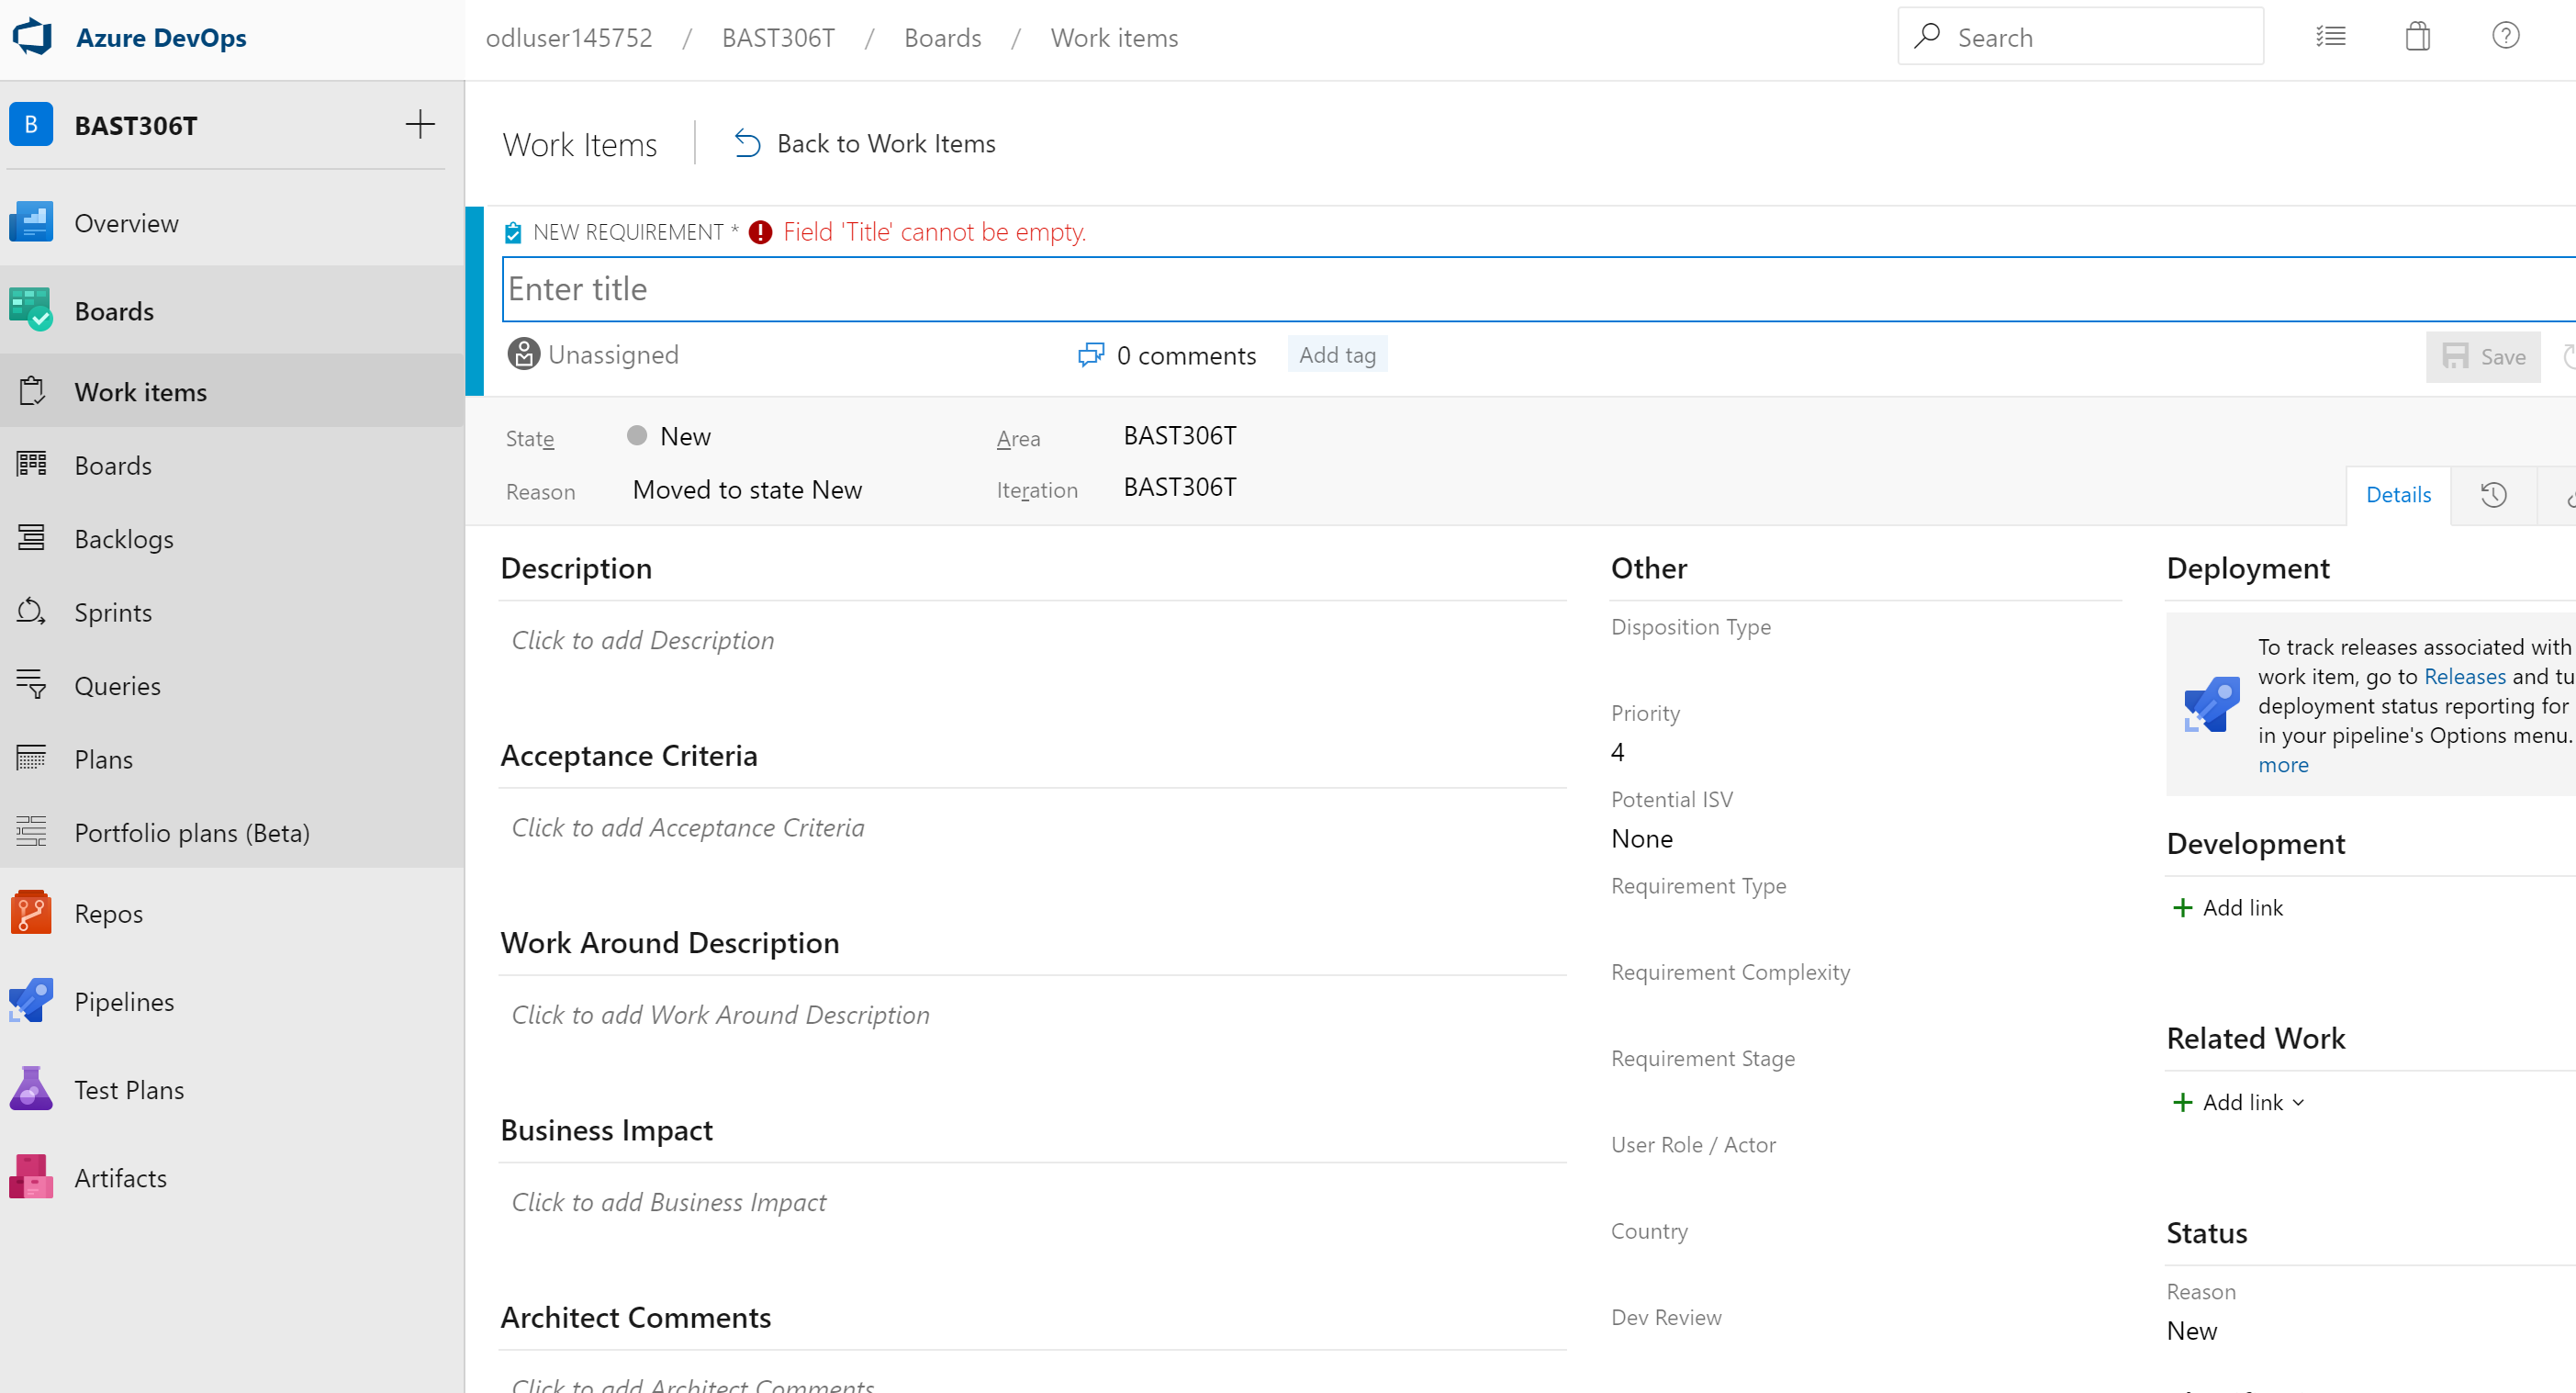 Azure DevOps
odluser145752 / BAST306T / Boards / Work items
Search
B BAST306T
Overview
Boards
Work items
Boards
Backlogs
Sprints
Queries
Plans
Portfolio plans (Beta)
Repos
Pipelines
Test Plans
Artifacts
Work Items
Back to Work Items
NEW REQUIREMENT * Field 'Title' cannot be empty.
Enter title
Unassigned
0 comments
Add tag
Save
State New
Area BAST306T
Reason Moved to state New
Iteration BAST306T
Details
Description
Click to add Description
Acceptance Criteria
Click to add Acceptance Criteria
Work Around Description
Click to add Work Around Description
Business Impact
Click to add Business Impact
Architect Comments
Click to add Architect Comments
Other
Disposition Type
Priority
4
Potential ISV
None
Requirement Type
Requirement Complexity
Requirement Stage
User Role / Actor
Country
Dev Review
Deployment
To track releases associated with
work item, go to Releases and tu
deployment status reporting for
in your pipeline's Options menu.
more
Development
Add link
Related Work
Add link
Status
Reason
New